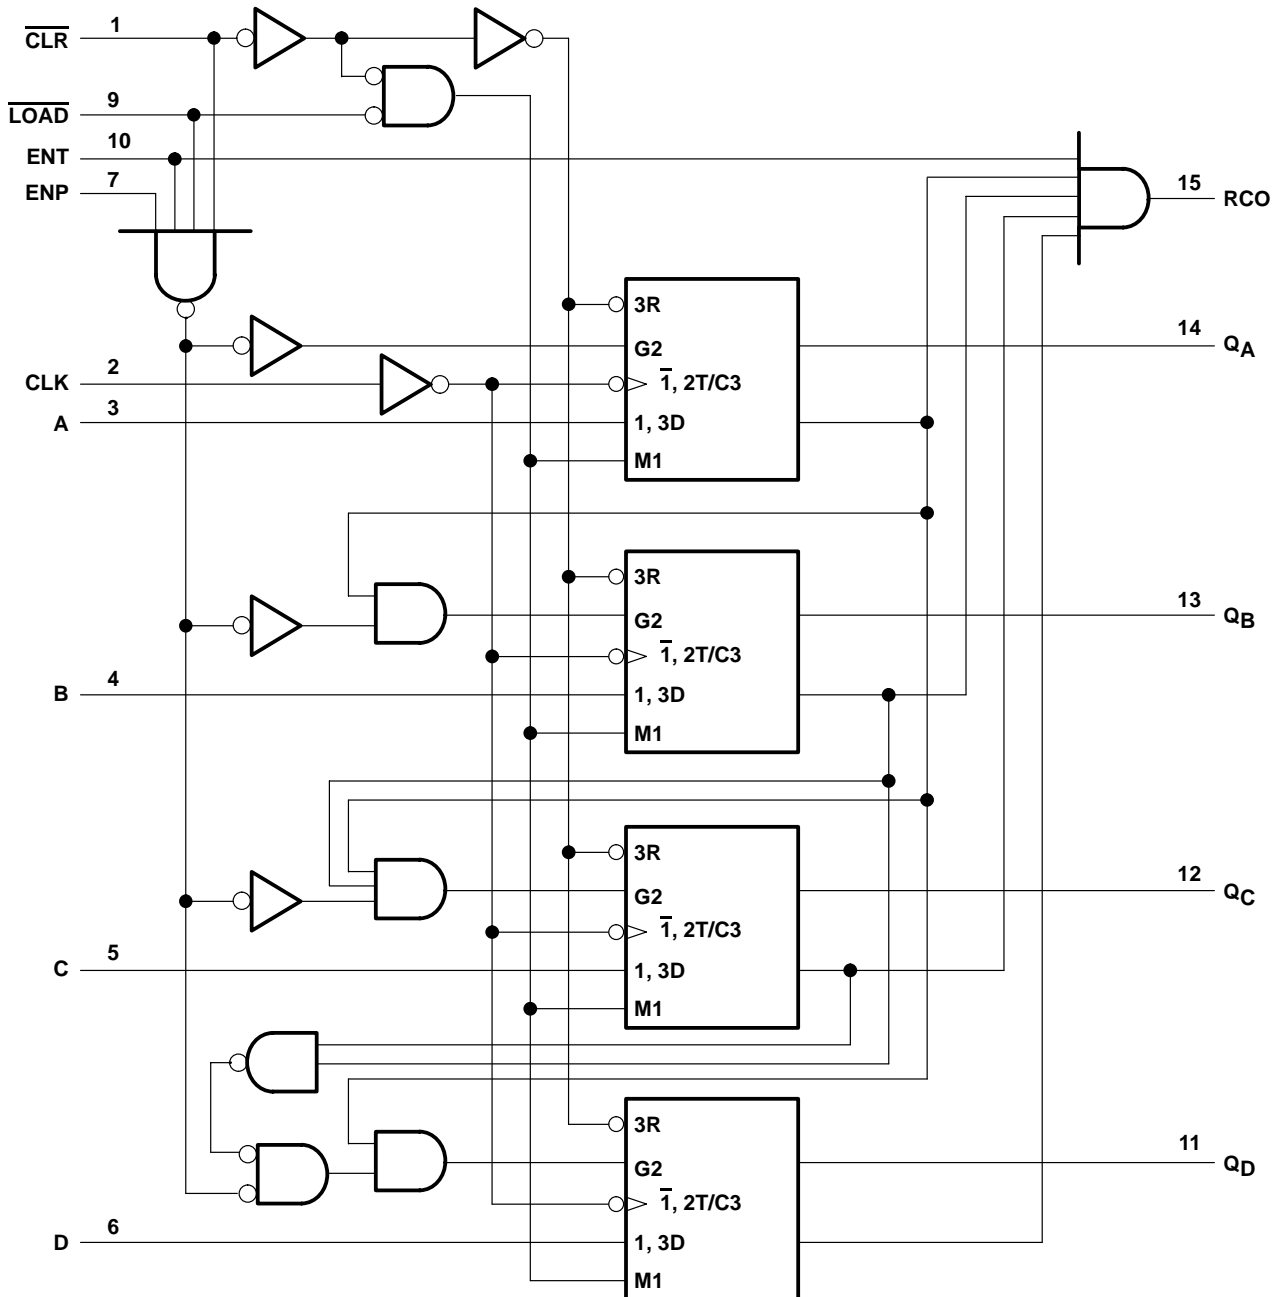 CLR 1
LOAD 9
ENT 10
ENP 7
15 RCO
3R
G2
1, 2T/C3
1, 3D
M1
14 QA
CLK 2
A 3
3R
G2
1, 2T/C3
1, 3D
M1
13 QB
B 4
3R
G2
1, 2T/C3
1, 3D
M1
12 QC
C 5
3R
G2
1, 2T/C3
1, 3D
M1
11 QD
D 6